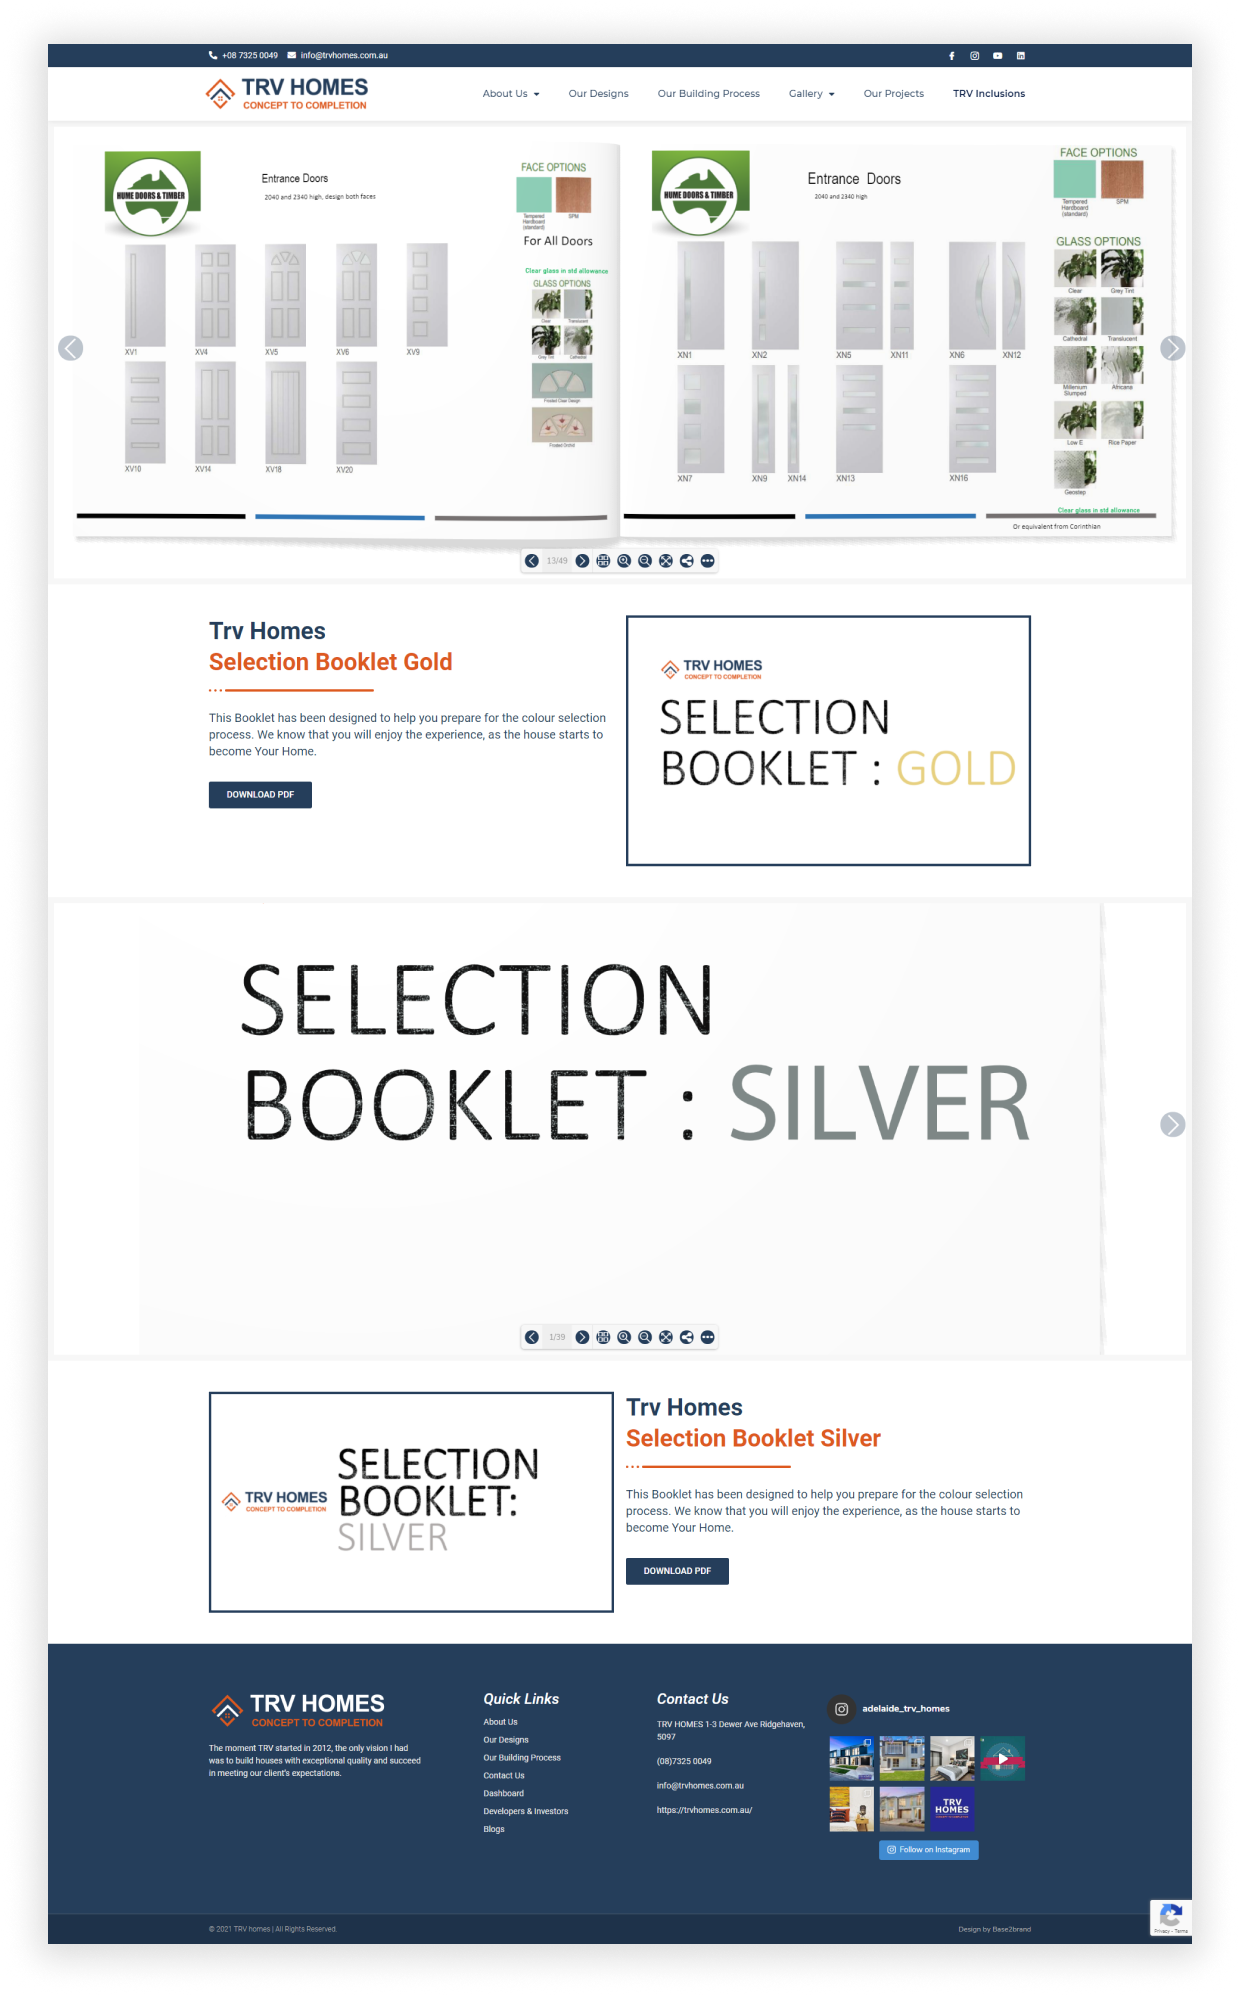 +08 7325 0049 info@trvhomes.com.au
TRV HOMES
CONCEPT TO COMPLETION
About Us Our Designs Our Building Process Gallery Our Projects TRV Inclusions
HUME DOORS & TIMBER
Entrance Doors
2040 and 2340 high, design both faces
FACE OPTIONS
Tempered Hardboard (standard)
SPM
For All Doors
Clear glass in std allowance
GLASS OPTIONS
Clear Translucent
Grey Tint Cathedral
Frosted Clear Design
Frosted Orchid
XV1 XV4 XV5 XV6 XV9
XV10 XV14 XV18 XV20
HUME DOORS & TIMBER
Entrance Doors
2040 and 2340 high
FACE OPTIONS
Tempered Hardboard (standard)
SPM
GLASS OPTIONS
Clear Grey Tint
Cathedral Translucent
Millenium Slumped
Africana
Low E Rice Paper
Geostep
XN1 XN2 XN5 XN11 XN6 XN12
XN7 XN9 XN14 XN13 XN16
Clear glass in std allowance
Or equivalent from Corinthian
13/49
Trv Homes
Selection Booklet Gold
This Booklet has been designed to help you prepare for the colour selection
process. We know that you will enjoy the experience, as the house starts to
become Your Home.
DOWNLOAD PDF
TRV HOMES
CONCEPT TO COMPLETION
SELECTION
BOOKLET : GOLD
SELECTION
BOOKLET : SILVER
1/39
TRV HOMES
CONCEPT TO COMPLETION
SELECTION
BOOKLET:
SILVER
Trv Homes
Selection Booklet Silver
This Booklet has been designed to help you prepare for the colour selection
process. We know that you will enjoy the experience, as the house starts to
become Your Home.
DOWNLOAD PDF
TRV HOMES
CONCEPT TO COMPLETION
The moment TRV started in 2012, the only vision I had
was to build houses with exceptional quality and succeed
in meeting our client's expectations.
Quick Links
About Us
Our Designs
Our Building Process
Contact Us
Dashboard
Developers & Investors
Blogs
Contact Us
TRV HOMES 1-3 Dewer Ave Ridgehaven,
5097
(08)7325 0049
info@trvhomes.com.au
https://trvhomes.com.au/
adelaide_trv_homes
TRV
HOMES
Follow on Instagram
© 2021 TRV homes | All Rights Reserved.
Design by Base2brand
Privacy - Terms